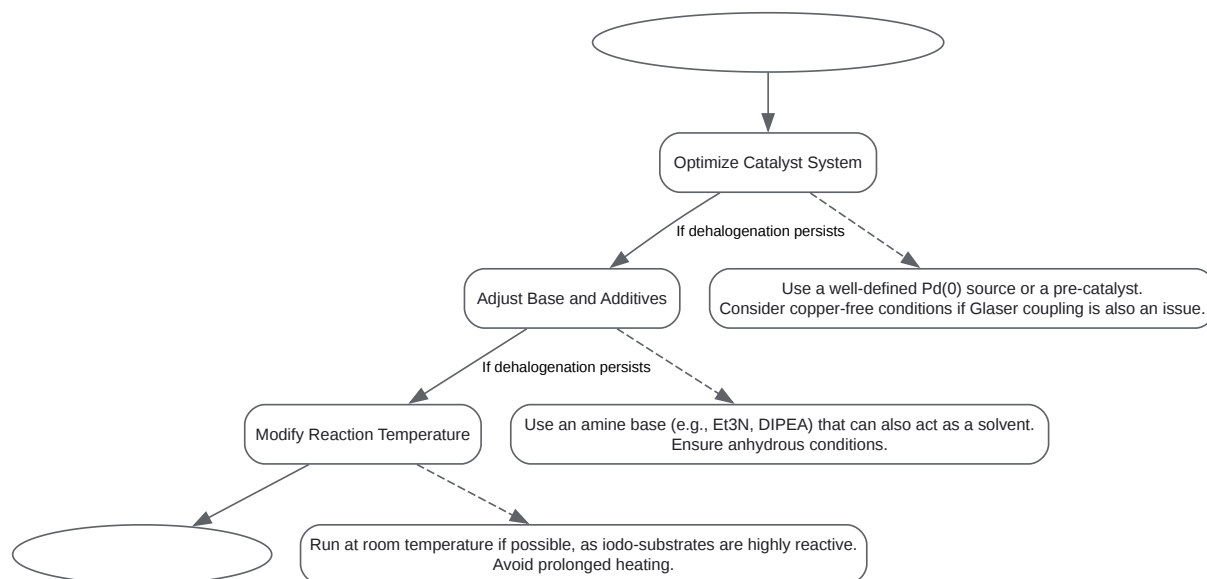 Optimize Catalyst System
If dehalogenation persists
Adjust Base and Additives
Use a well-defined Pd(0) source or a pre-catalyst.
Consider copper-free conditions if Glaser coupling is also an issue.
If dehalogenation persists
Modify Reaction Temperature
Use an amine base (e.g., Et3N, DIPEA) that can also act as a solvent.
Ensure anhydrous conditions.
Run at room temperature if possible, as iodo-substrates are highly reactive.
Avoid prolonged heating.